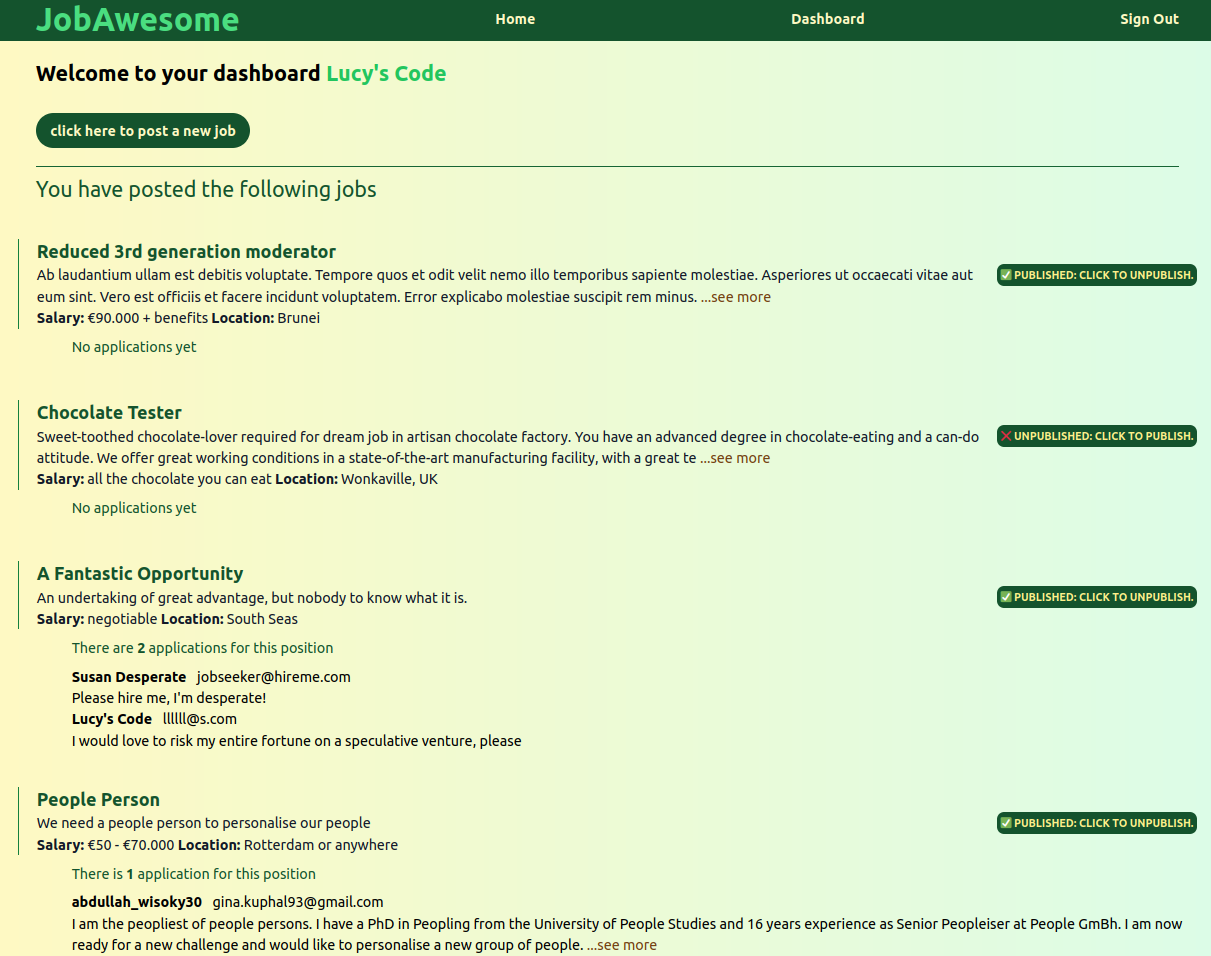 JobAwesome Home Dashboard Sign Out
Welcome to your dashboard Lucy's Code
click here to post a new job
You have posted the following jobs
Reduced 3rd generation moderator
Ab laudantium ullam est debitis voluptate. Tempore quos et odit velit nemo illo temporibus sapiente molestiae. Asperiores ut occaecati vitae aut
✅ PUBLISHED: CLICK TO UNPUBLISH.
eum sint. Vero est officiis et facere incidunt voluptatem. Error explicabo molestiae suscipit rem minus. ...see more
Salary: €90.000 + benefits Location: Brunei
No applications yet
Chocolate Tester
Sweet-toothed chocolate-lover required for dream job in artisan chocolate factory. You have an advanced degree in chocolate-eating and a can-do
❌ UNPUBLISHED: CLICK TO PUBLISH.
attitude. We offer great working conditions in a state-of-the-art manufacturing facility, with a great te ...see more
Salary: all the chocolate you can eat Location: Wonkaville, UK
No applications yet
A Fantastic Opportunity
An undertaking of great advantage, but nobody to know what it is.
✅ PUBLISHED: CLICK TO UNPUBLISH.
Salary: negotiable Location: South Seas
There are 2 applications for this position
Susan Desperate jobseeker@hireme.com
Please hire me, I'm desperate!
Lucy's Code llllll@s.com
I would love to risk my entire fortune on a speculative venture, please
People Person
We need a people person to personalise our people
✅ PUBLISHED: CLICK TO UNPUBLISH.
Salary: €50 - €70.000 Location: Rotterdam or anywhere
There is 1 application for this position
abdullah_wisoky30 gina.kuphal93@gmail.com
I am the peopliest of people persons. I have a PhD in Peopling from the University of People Studies and 16 years experience as Senior Peopleiser at People GmBh. I am now
ready for a new challenge and would like to personalise a new group of people. ...see more